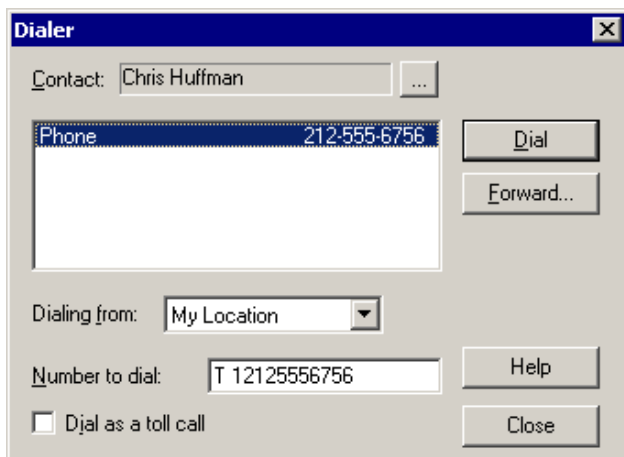 Dialer
Contact: Chris Huffman ...
Phone 212-555-6756
Dial
Forward...
Dialing from: My Location
Number to dial: T 12125556756
Help
Dial as a toll call
Close